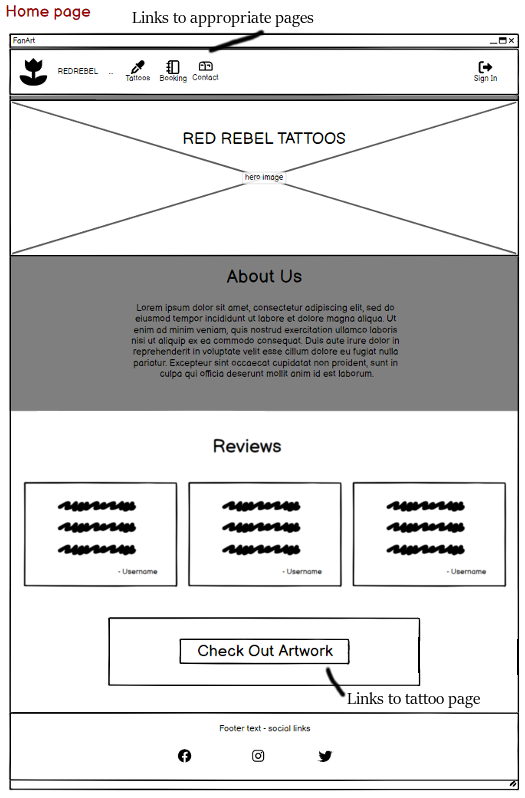 Home page
Links to appropriate pages
FanArt
REDREBEL ..
Tattoos Booking Contact
Sign In
RED REBEL TATTOOS
hero image
About Us
Lorem ipsum dolor sit amet, consectetur adipiscing elit, sed do
eiusmod tempor incididunt ut labore et dolore magna aliqua. Ut
enim ad minim veniam, quis nostrud exercitation ullamco laboris
nisi ut aliquip ex ea commodo consequat. Duis aute irure dolor in
reprehenderit in voluptate velit esse cillum dolore eu fugiat nulla
pariatur. Excepteur sint occaecat cupidatat non proident, sunt in
culpa qui officia deserunt mollit anim id est laborum.
Reviews
- Username
- Username
- Username
Check Out Artwork
Links to tattoo page
Footer text - social links